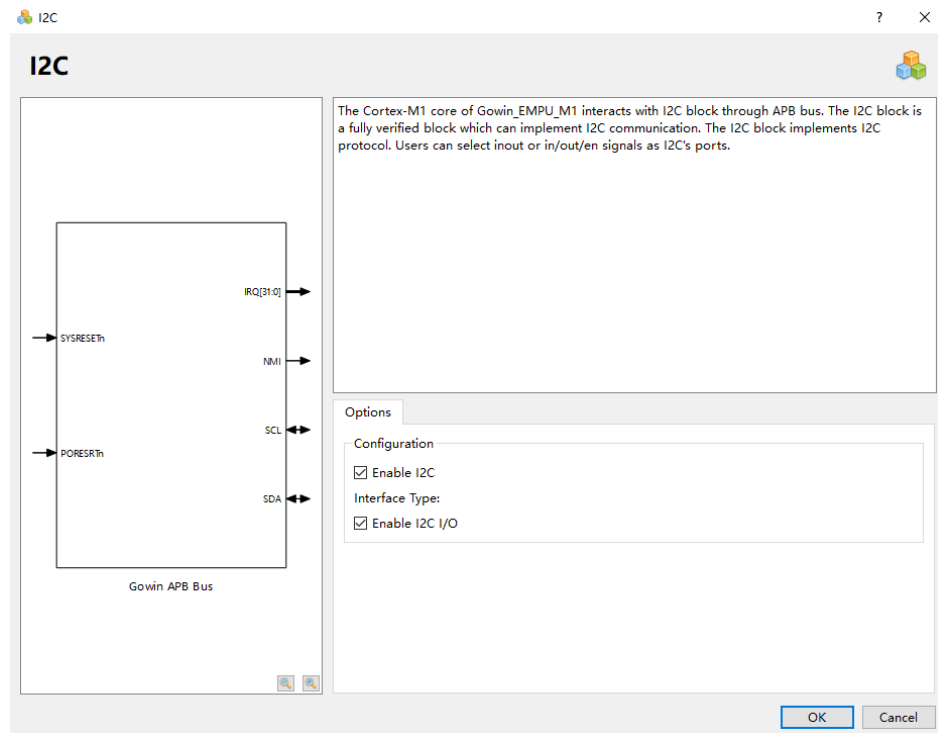 I2C
?
I2C
The Cortex-M1 core of Gowin_EMPU_M1 interacts with I2C block through APB bus. The I2C block is
a fully verified block which can implement I2C communication. The I2C block implements I2C
protocol. Users can select inout or in/out/en signals as I2C's ports.
IRQ[31:0]
SYSRESETn
NMI
SCL
PORESRTn
SDA
Gowin APB Bus
Options
Configuration
Enable I2C
Interface Type:
Enable I2C I/O
OK
Cancel